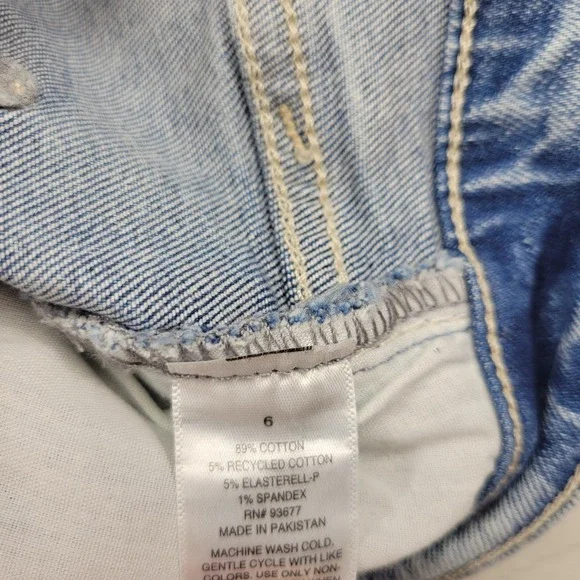 6
89% COTTON
5% RECYCLED COTTON
5% ELASTERELL-P
1% SPANDEX
RN# 93677
MADE IN PAKISTAN
MACHINE WASH COLD,
GENTLE CYCLE WITH LIKE
COLORS. USE ONLY NON-